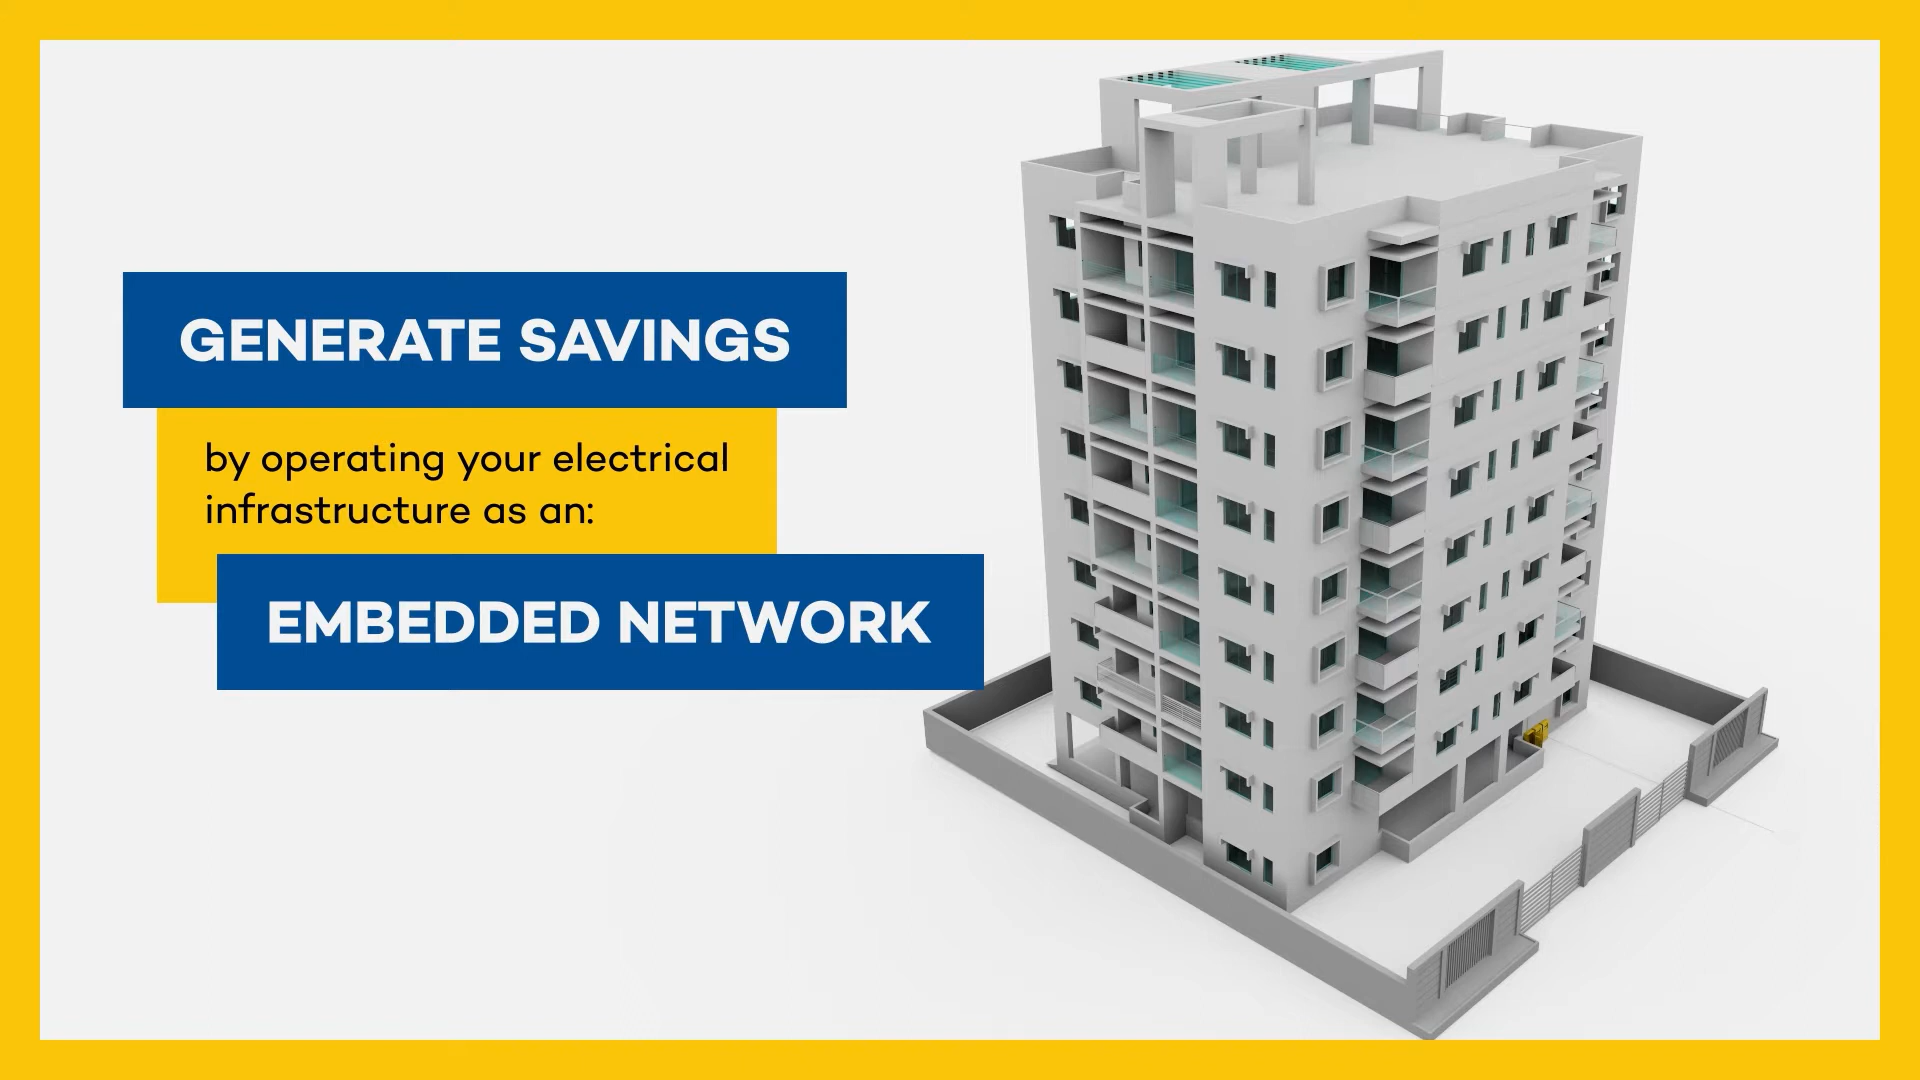 GENERATE SAVINGS
by operating your electrical
infrastructure as an:
EMBEDDED NETWORK